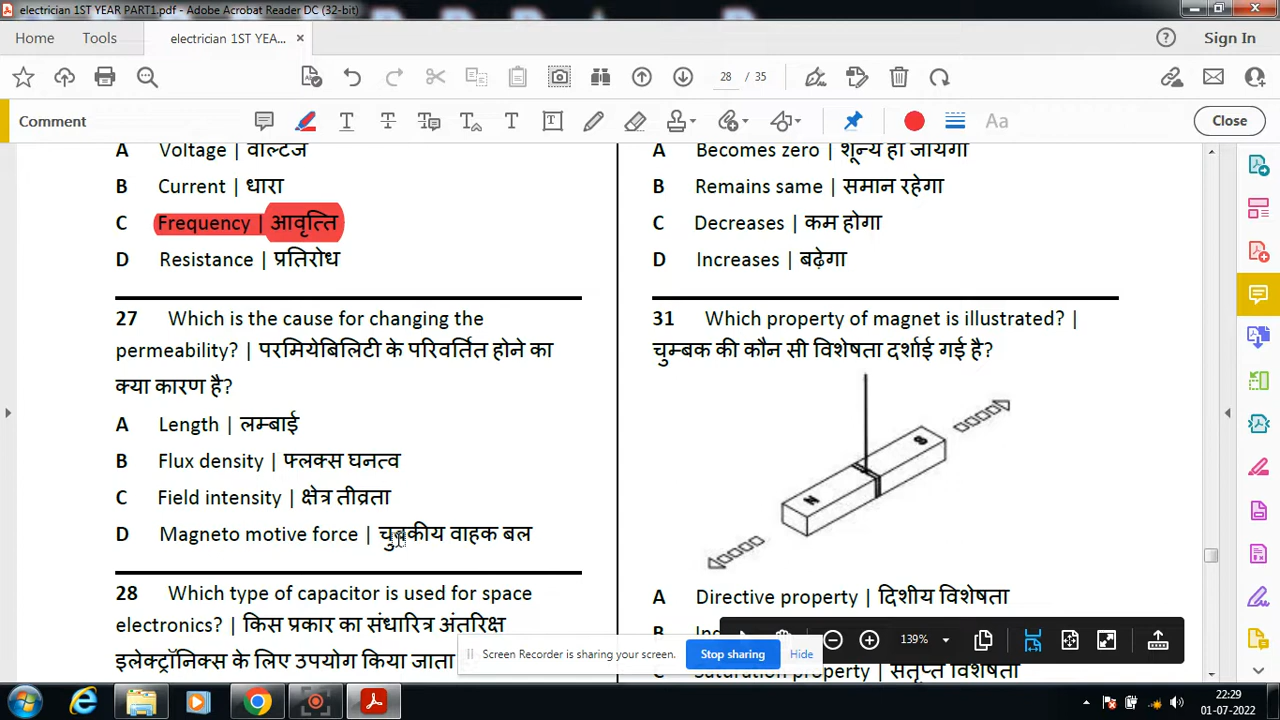 electrician 1ST YEAR PART1.pdf - Adobe Acrobat Reader DC (32-bit)
Home Tools electrician 1ST YEA... × Sign In
28 / 35
Comment Close
A Voltage | वोल्टेज
B Current | धारा
C Frequency | आवृत्ति
D Resistance | प्रतिरोध
27 Which is the cause for changing the
permeability? | परमियेबिलिटी के परिवर्तित होने का
क्या कारण है?
A Length | लम्बाई
B Flux density | फ्लक्स घनत्व
C Field intensity | क्षेत्र तीव्रता
D Magneto motive force | चुम्बकीय वाहक बल
28 Which type of capacitor is used for space
electronics? | किस प्रकार का संधारित्र अंतरिक्ष
इलेक्ट्रॉनिक्स के लिए उपयोग किया जाता
A Becomes zero | शून्य हो जायेगा
B Remains same | समान रहेगा
C Decreases | कम होगा
D Increases | बढ़ेगा
31 Which property of magnet is illustrated? |
चुम्बक की कौन सी विशेषता दर्शाई गई है?
N S
A Directive property | दिशीय विशेषता
B
C Saturation property | संतृप्त विशेषता
139%
Screen Recorder is sharing your screen. Stop sharing Hide
22:29
01-07-2022